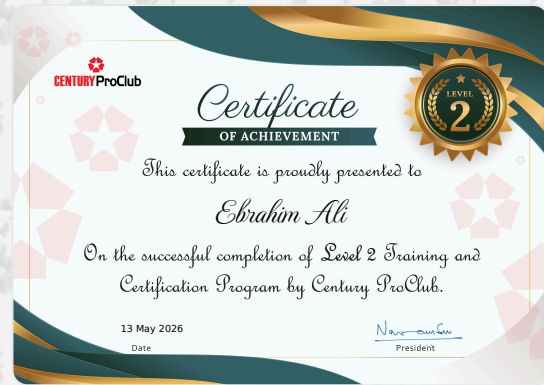 CENTURY ProClub
LEVEL
2
Certificate
OF ACHIEVEMENT
This certificate is proudly presented to
Ebrahim Ali
On the successful completion of Level 2 Training and
Certification Program by Century ProClub.
13 May 2026
Date
President